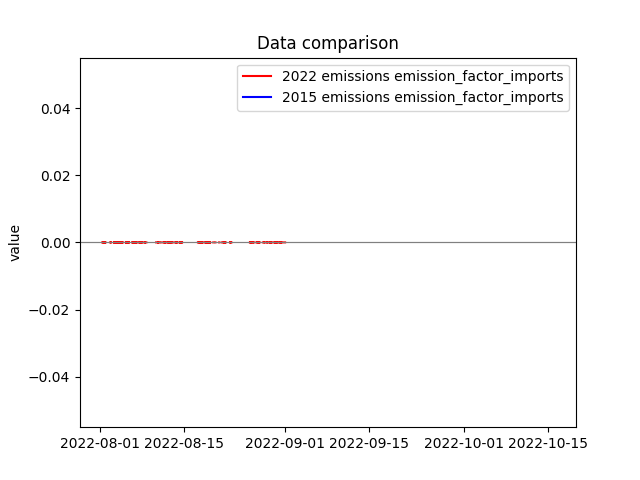 Data comparison
2022 emissions emission_factor_imports
2015 emissions emission_factor_imports
value
0.04
0.02
0.00
−0.02
−0.04
2022-08-01 2022-08-15 2022-09-01 2022-09-15 2022-10-01 2022-10-15